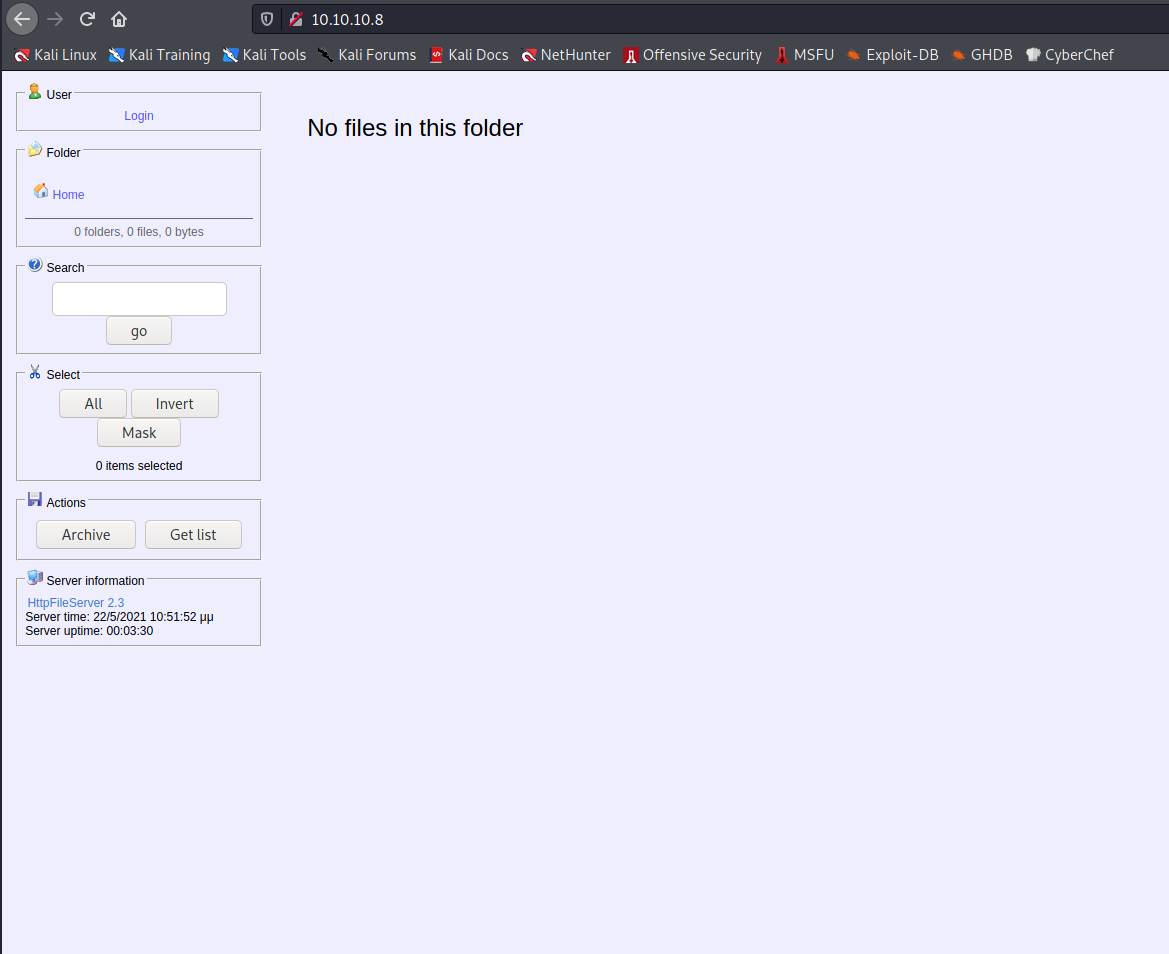 10.10.10.8
Kali Linux Kali Training Kali Tools Kali Forums Kali Docs NetHunter Offensive Security MSFU Exploit-DB GHDB CyberChef
User
Login
Folder
Home
0 folders, 0 files, 0 bytes
Search
go
Select
All Invert
Mask
0 items selected
Actions
Archive Get list
Server information
HttpFileServer 2.3
Server time: 22/5/2021 10:51:52 μμ
Server uptime: 00:03:30
No files in this folder